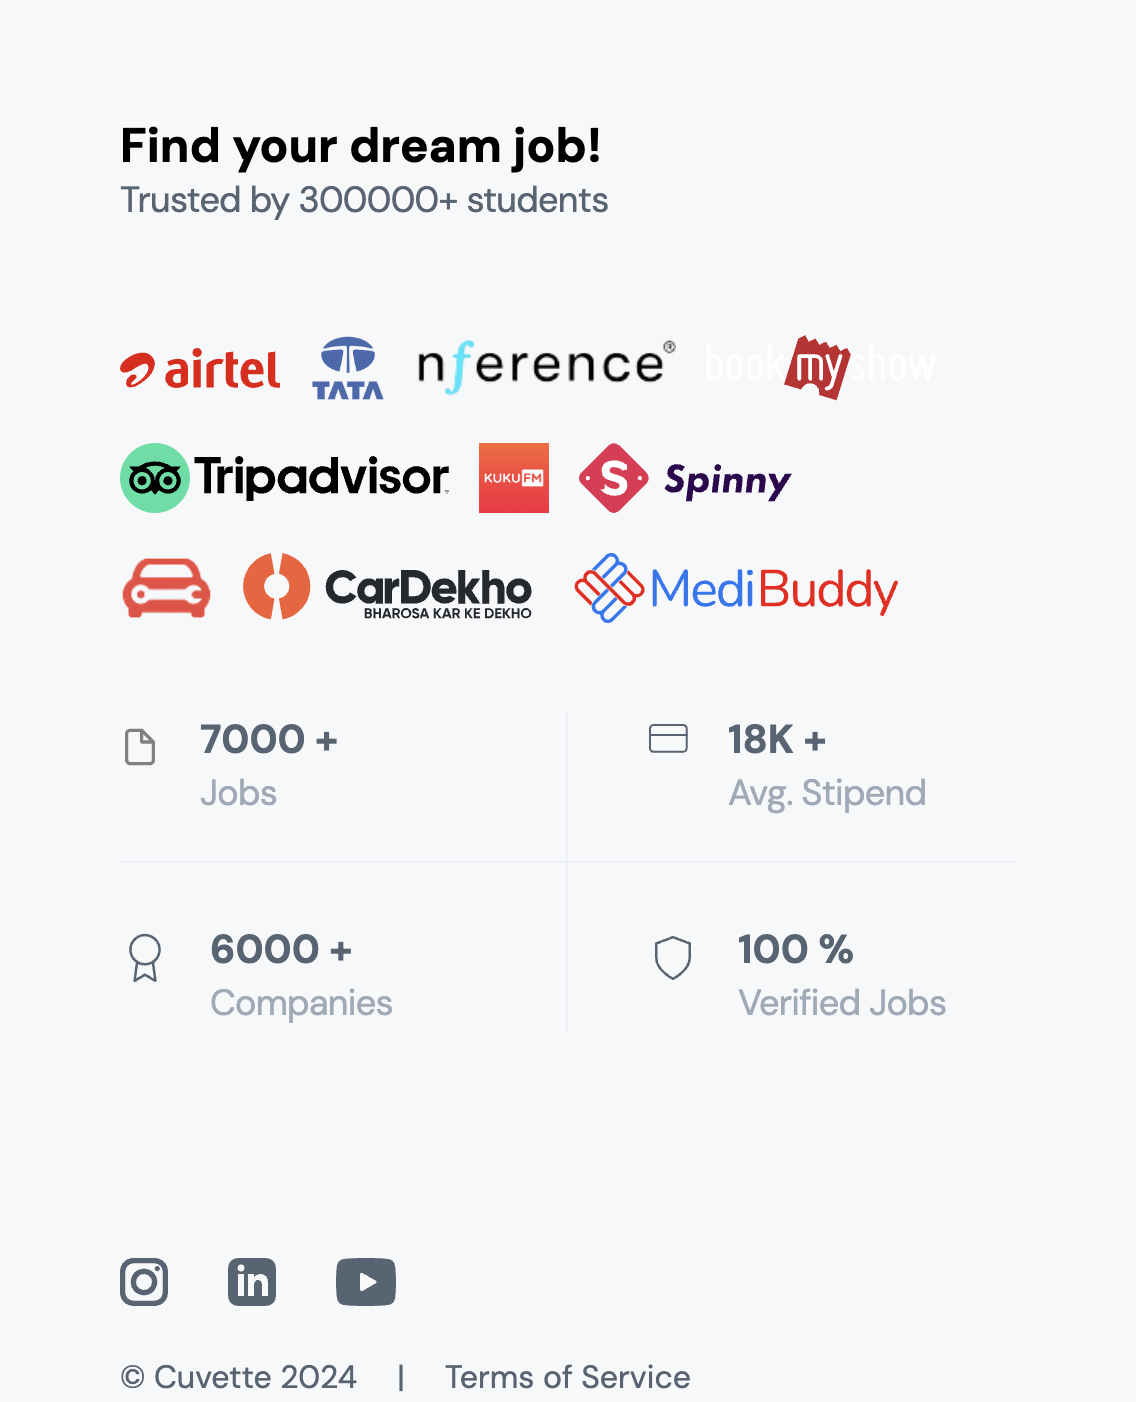 Find your dream job!
Trusted by 300000+ students
airtel TATA nference® bookmyshow
Tripadvisor KUKU FM S Spinny
CarDekho MediBuddy
BHAROSA KAR KE DEKHO
7000 + 18K +
Jobs Avg. Stipend
6000 + 100 %
Companies Verified Jobs
in
© Cuvette 2024 | Terms of Service